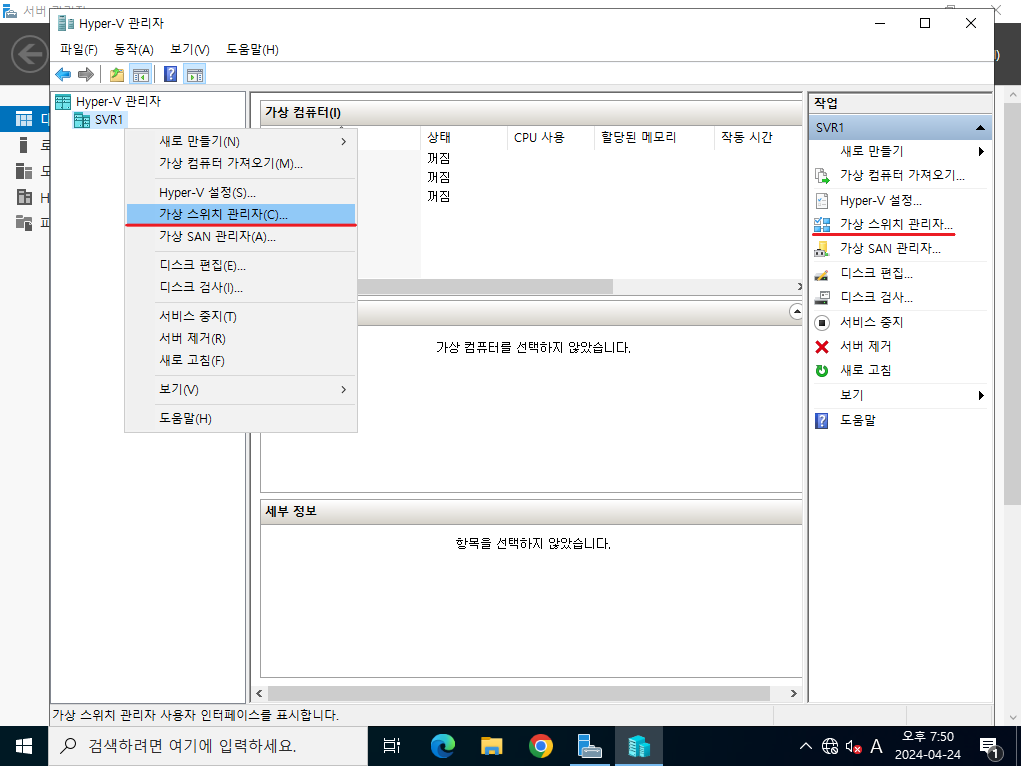 서버 관리자
Hyper-V 관리자
파일(F) 동작(A) 보기(V) 도움말(H)
Hyper-V 관리자
SVR1
새로 만들기(N)
가상 컴퓨터 가져오기(M)...
Hyper-V 설정(S)...
가상 스위치 관리자(C)...
가상 SAN 관리자(A)...
디스크 편집(E)...
디스크 검사(I)...
서비스 중지(T)
서버 제거(R)
새로 고침(F)
보기(V)
도움말(H)
가상 컴퓨터(I)
상태 CPU 사용 할당된 메모리 작동 시간
꺼짐
꺼짐
꺼짐
가상 컴퓨터를 선택하지 않았습니다.
세부 정보
항목을 선택하지 않았습니다.
작업
SVR1
새로 만들기
가상 컴퓨터 가져오기...
Hyper-V 설정...
가상 스위치 관리자...
가상 SAN 관리자...
디스크 편집...
디스크 검사...
서비스 중지
서버 제거
새로 고침
보기
도움말
가상 스위치 관리자 사용자 인터페이스를 표시합니다.
검색하려면 여기에 입력하세요.
A
오후 7:50
2024-04-24
1